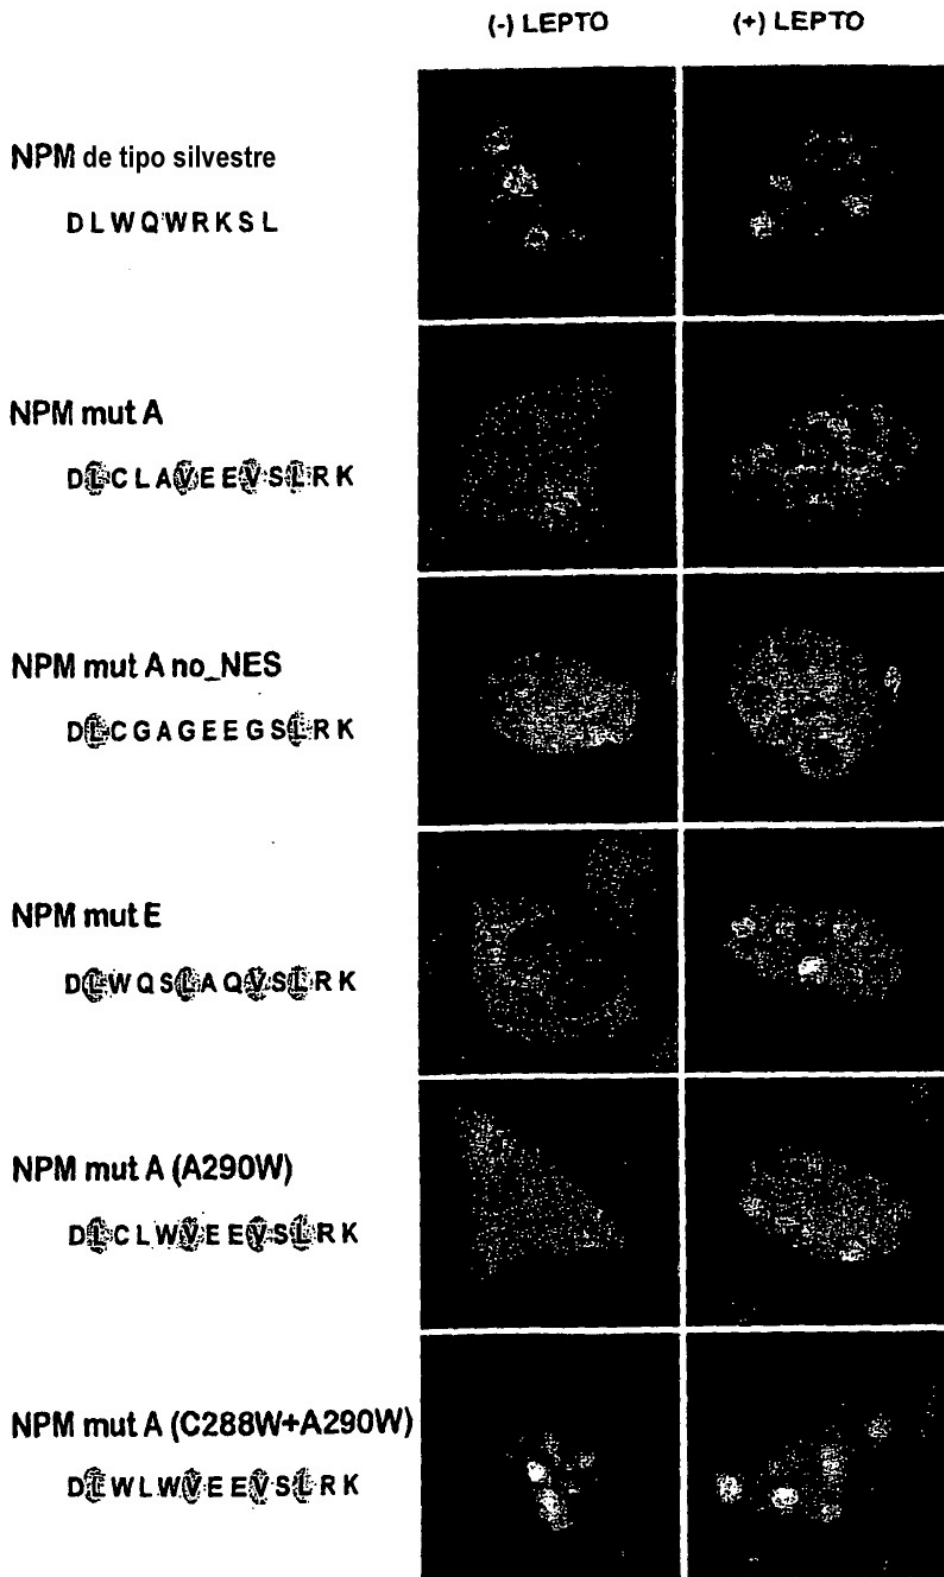 (-) LEPTO (+) LEPTO
NPM de tipo silvestre
DLWQWRKSL
NPM mut A
DLCLAVEEVSLRK
NPM mut A no_NES
DLCGAGEEGSLRK
NPM mut E
DLWQSLAQVSLRK
NPM mut A (A290W)
DLCLWVEEVSLRK
NPM mut A (C288W+A290W)
DLWLWVEEVSLRK